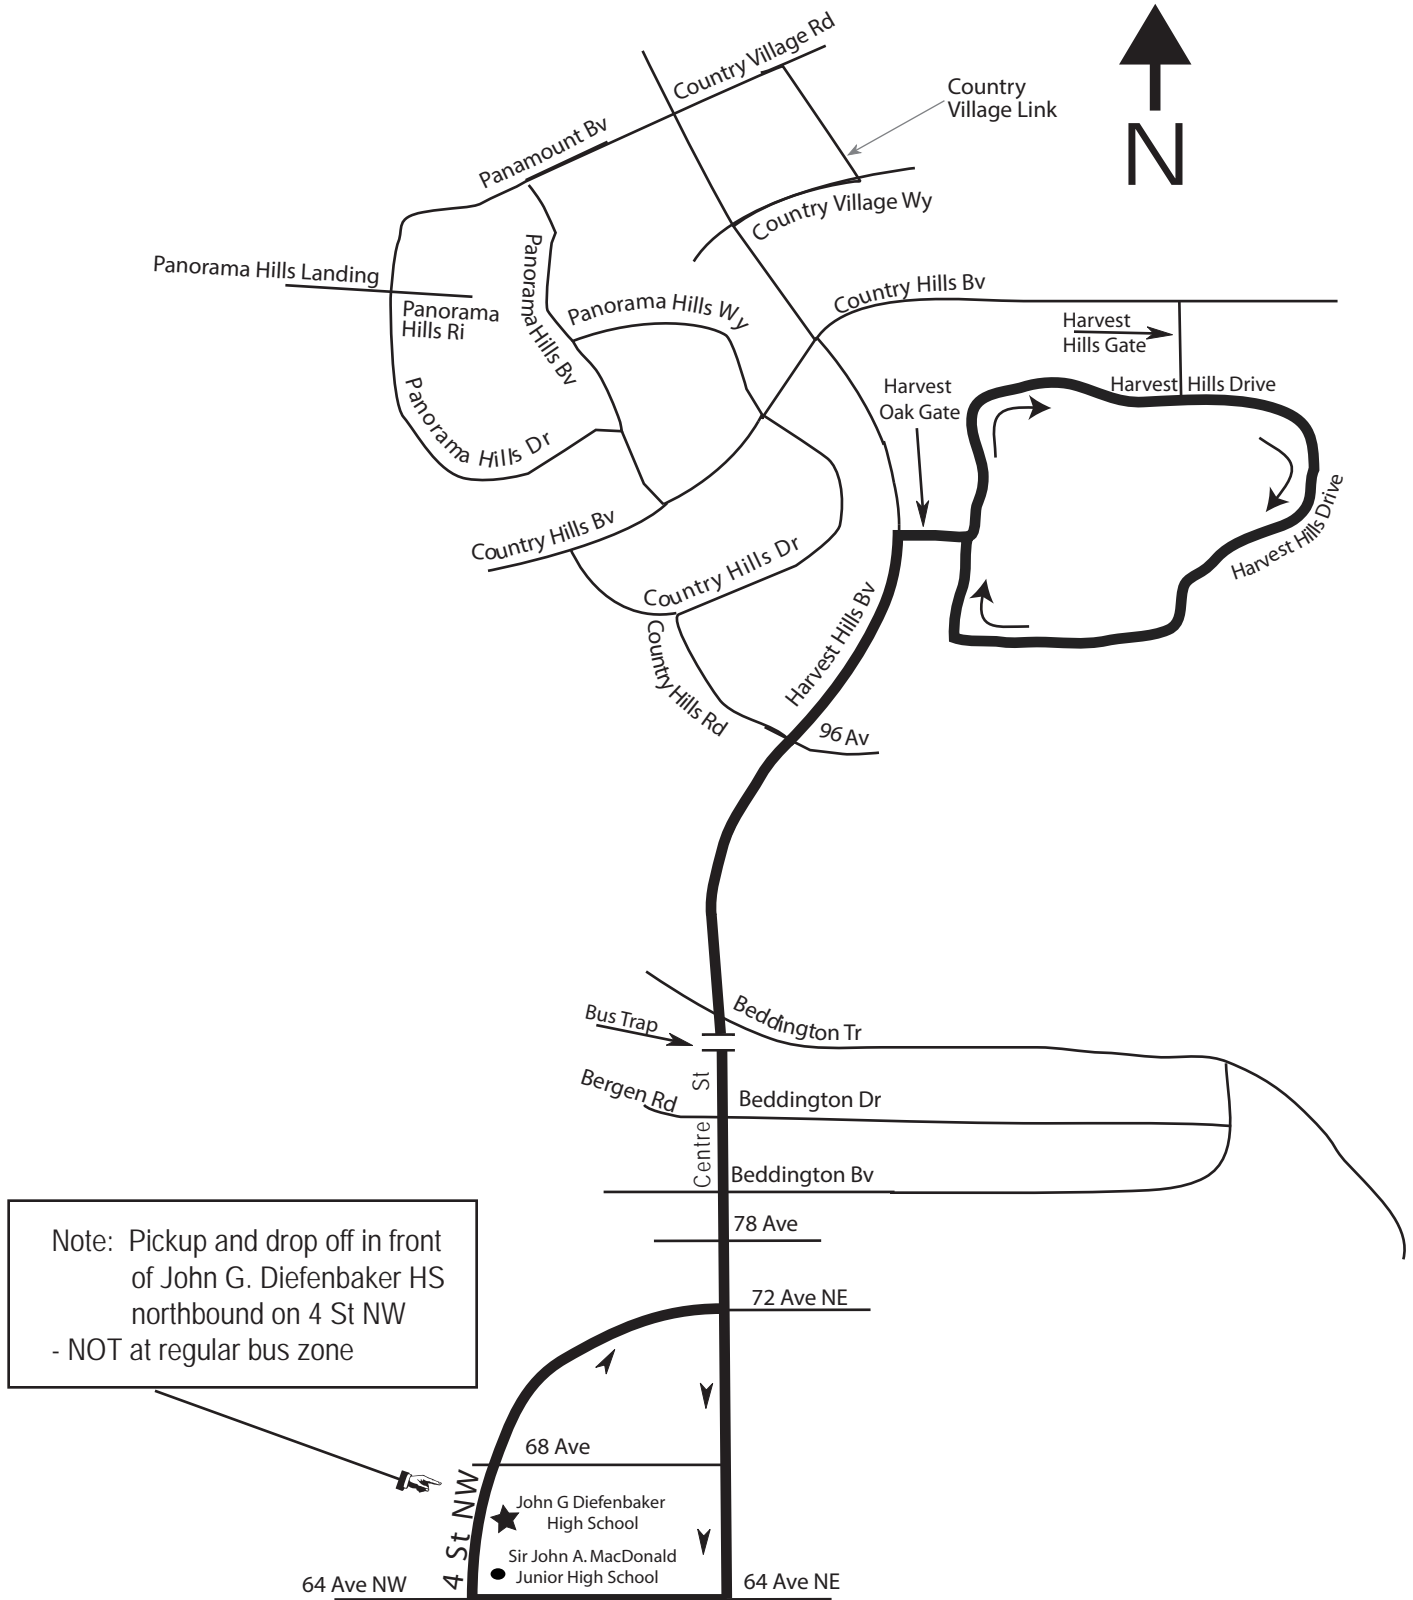 Country Village Rd
Country
Village Link
N
Panamount Bv
Country Village Wy
Panorama Hills Landing
Panorama
Hills Ri
Panorama Hills Bv
Panorama Hills Wy
Country Hills Bv
Harvest
Hills Gate
Harvest Hills Drive
Harvest
Oak Gate
Panorama Hills Dr
Harvest Hills Drive
Country Hills Bv
Country Hills Dr
Harvest Hills Bv
Country Hills Rd
96 Av
Beddington Tr
Bus Trap
Centre St
Bergen Rd
Beddington Dr
Beddington Bv
78 Ave
72 Ave NE
Note: Pickup and drop off in front
of John G. Diefenbaker HS
northbound on 4 St NW
- NOT at regular bus zone
68 Ave
4 St NW
John G Diefenbaker
High School
Sir John A. MacDonald
Junior High School
64 Ave NW
64 Ave NE